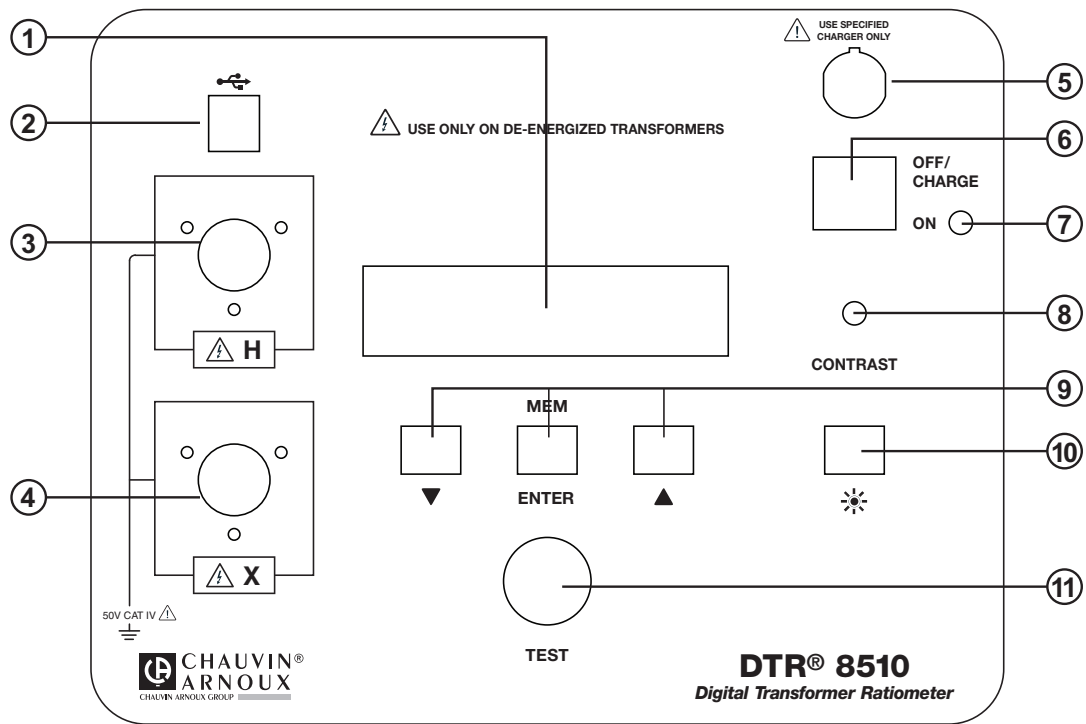 1
2
3
4
5
6
7
8
9
10
11
⚠ USE SPECIFIED
CHARGER ONLY
USE ONLY ON DE-ENERGIZED TRANSFORMERS
OFF/
CHARGE
ON
H
CONTRAST
MEM
▼
ENTER
▲
X
50V CAT IV ⚠
TEST
CHAUVIN®
ARNOUX
CHAUVIN ARNOUX GROUP
DTR® 8510
Digital Transformer Ratiometer